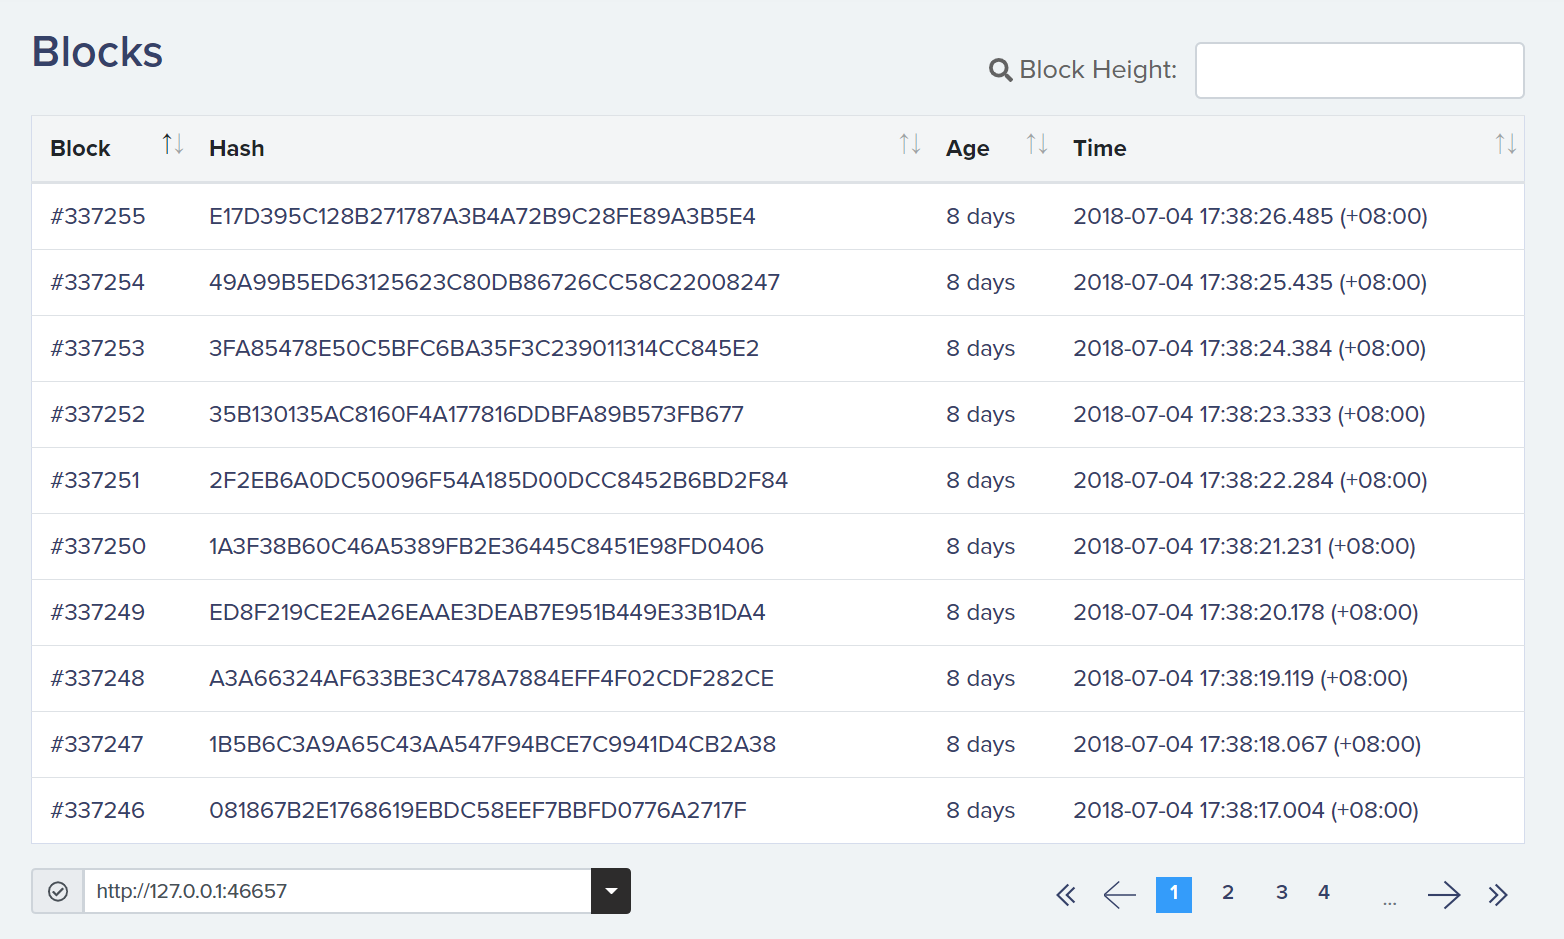 Blocks
Block Height:
Block Hash Age Time
#337255 E17D395C128B271787A3B4A72B9C28FE89A3B5E4 8 days 2018-07-04 17:38:26.485 (+08:00)
#337254 49A99B5ED63125623C80DB86726CC58C22008247 8 days 2018-07-04 17:38:25.435 (+08:00)
#337253 3FA85478E50C5BFC6BA35F3C239011314CC845E2 8 days 2018-07-04 17:38:24.384 (+08:00)
#337252 35B130135AC8160F4A177816DDBFA89B573FB677 8 days 2018-07-04 17:38:23.333 (+08:00)
#337251 2F2EB6A0DC50096F54A185D00DCC8452B6BD2F84 8 days 2018-07-04 17:38:22.284 (+08:00)
#337250 1A3F38B60C46A5389FB2E36445C8451E98FD0406 8 days 2018-07-04 17:38:21.231 (+08:00)
#337249 ED8F219CE2EA26EAAE3DEAB7E951B449E33B1DA4 8 days 2018-07-04 17:38:20.178 (+08:00)
#337248 A3A66324AF633BE3C478A7884EFF4F02CDF282CE 8 days 2018-07-04 17:38:19.119 (+08:00)
#337247 1B5B6C3A9A65C43AA547F94BCE7C9941D4CB2A38 8 days 2018-07-04 17:38:18.067 (+08:00)
#337246 081867B2E1768619EBDC58EEF7BBFD0776A2717F 8 days 2018-07-04 17:38:17.004 (+08:00)
http://127.0.0.1:46657 1 2 3 4 ...